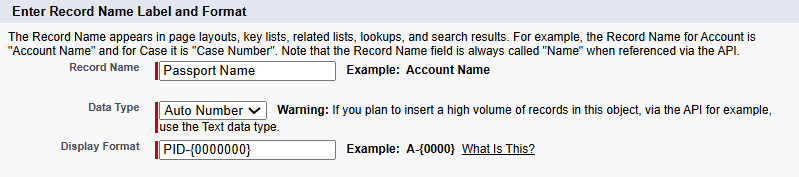 Enter Record Name Label and Format
The Record Name appears in page layouts, key lists, related lists, lookups, and search results. For example, the Record Name for Account is
"Account Name" and for Case it is "Case Number". Note that the Record Name field is always called "Name" when referenced via the API.
Record Name Passport Name Example: Account Name
Data Type Auto Number Warning: If you plan to insert a high volume of records in this object, via the API for example,
use the Text data type.
Display Format PID-{0000000} Example: A-{0000} What Is This?